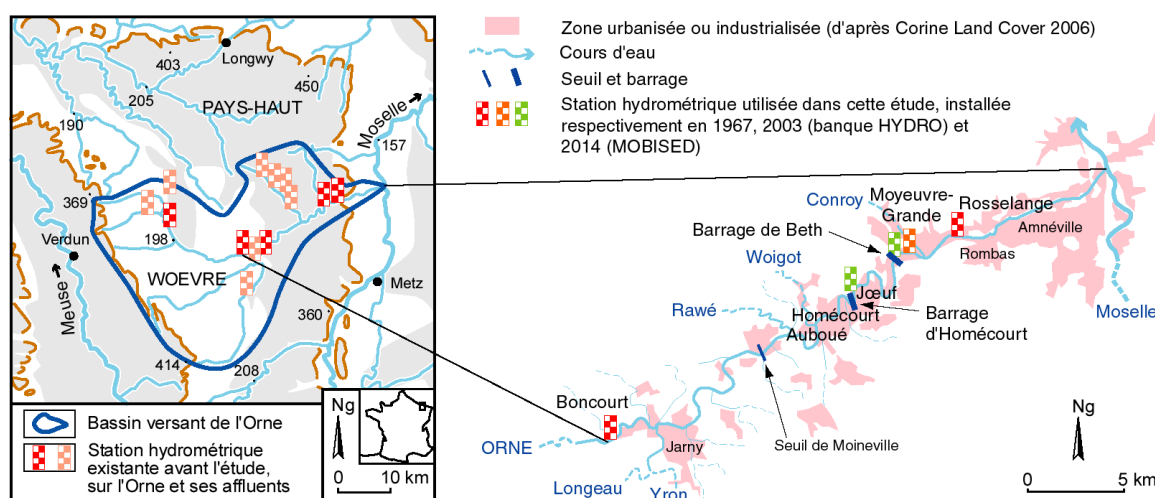 Longwy
403
450
205
PAYS-HAUT
Moselle
190
157
369
Verdun
198
WOEVRE
Meuse
Metz
360
414
208
Bassin versant de l'Orne
Station hydrométrique
existante avant l'étude,
sur l'Orne et ses affluents
Ng
0 10 km
Zone urbanisée ou industrialisée (d'après Corine Land Cover 2006)
Cours d'eau
Seuil et barrage
Station hydrométrique utilisée dans cette étude, installée
respectivement en 1967, 2003 (banque HYDRO) et
2014 (MOBISED)
Conroy
Moyeuvre-
Grande
Rosselange
Barrage de Beth
Amnéville
Rombas
Woigot
Jœuf
Rawé
Homécourt
Auboué
Barrage
d'Homécourt
Moselle
Boncourt
ORNE
Jarny
Seuil de Moineville
Longeau
Yron
Ng
0 5 km